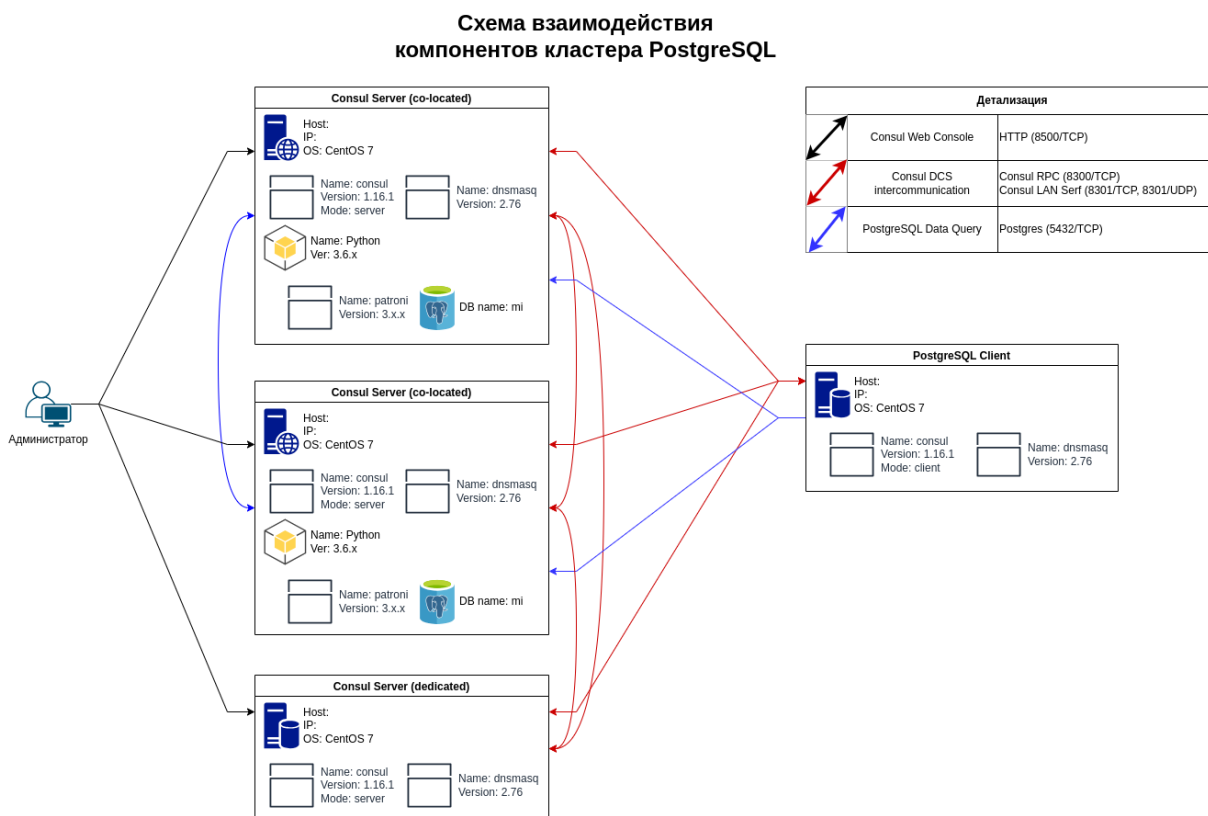 Схема взаимодействия
компонентов кластера PostgreSQL
Consul Server (co-located)
Host:
IP:
OS: CentOS 7
Name: consul
Version: 1.16.1
Mode: server
Name: dnsmasq
Version: 2.76
Name: Python
Ver: 3.6.x
Name: patroni
Version: 3.x.x
DB name: mi
Детализация
Consul Web Console
HTTP (8500/TCP)
Consul DCS
intercommunication
Consul RPC (8300/TCP)
Consul LAN Serf (8301/TCP, 8301/UDP)
PostgreSQL Data Query
Postgres (5432/TCP)
Администратор
Consul Server (co-located)
Host:
IP:
OS: CentOS 7
Name: consul
Version: 1.16.1
Mode: server
Name: dnsmasq
Version: 2.76
Name: Python
Ver: 3.6.x
Name: patroni
Version: 3.x.x
DB name: mi
PostgreSQL Client
Host:
IP:
OS: CentOS 7
Name: consul
Version: 1.16.1
Mode: client
Name: dnsmasq
Version: 2.76
Consul Server (dedicated)
Host:
IP:
OS: CentOS 7
Name: consul
Version: 1.16.1
Mode: server
Name: dnsmasq
Version: 2.76